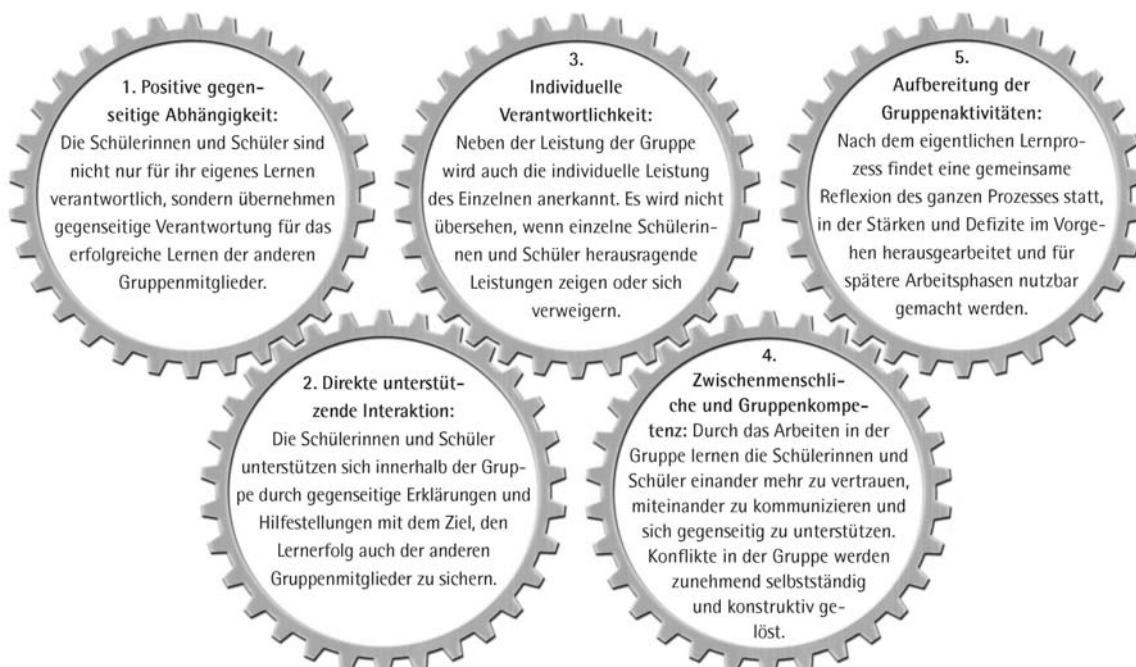 1. Positive gegen-
seitige Abhängigkeit:
Die Schülerinnen und Schüler sind
nicht nur für ihr eigenes Lernen
verantwortlich, sondern übernehmen
gegenseitige Verantwortung für das
erfolgreiche Lernen der anderen
Gruppenmitglieder.
2. Direkte unterstüt-
zende Interaktion:
Die Schülerinnen und Schüler
unterstützen sich innerhalb der Grup-
pe durch gegenseitige Erklärungen und
Hilfestellungen mit dem Ziel, den
Lernerfolg auch der anderen
Gruppenmitglieder zu sichern.
3.
Individuelle
Verantwortlichkeit:
Neben der Leistung der Gruppe
wird auch die individuelle Leistung
des Einzelnen anerkannt. Es wird nicht
übersehen, wenn einzelne Schülerin-
nen und Schüler herausragende
Leistungen zeigen oder sich
verweigern.
4.
Zwischenmenschli-
che und Gruppenkompe-
tenz: Durch das Arbeiten in der
Gruppe lernen die Schülerinnen und
Schüler einander mehr zu vertrauen,
miteinander zu kommunizieren und
sich gegenseitig zu unterstützen.
Konflikte in der Gruppe werden
zunehmend selbstständig
und konstruktiv ge-
löst.
5.
Aufbereitung der
Gruppenaktivitäten:
Nach dem eigentlichen Lernpro-
zess findet eine gemeinsame
Reflexion des ganzen Prozesses statt,
in der Stärken und Defizite im Vorge-
hen herausgearbeitet und für
spätere Arbeitsphasen nutzbar
gemacht werden.